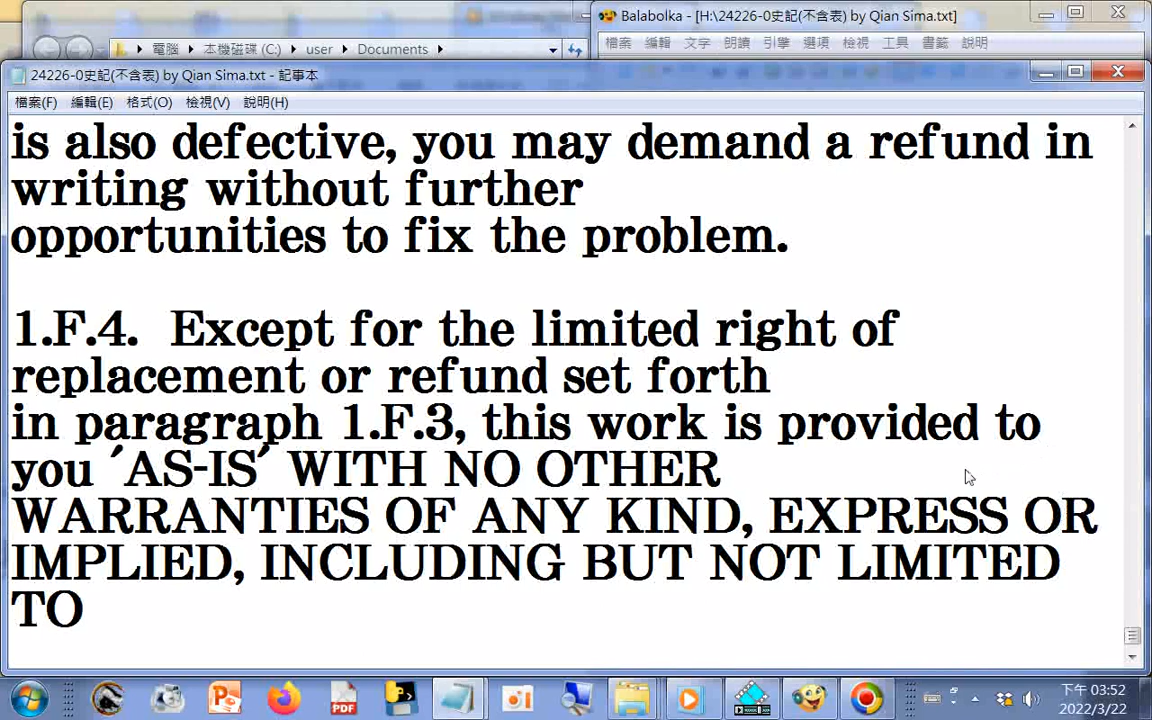 Balabolka - [H:\24226-0史記(不含表) by Qian Sima.txt]
電腦 本機磁碟 (C:) user Documents
檔案 編輯 文字 朗讀 引擎 選項 檢視 工具 書籤 說明
24226-0史記(不含表) by Qian Sima.txt - 記事本
檔案(F) 編輯(E) 格式(O) 檢視(V) 說明(H)
is also defective, you may demand a refund in
writing without further
opportunities to fix the problem.
1.F.4. Except for the limited right of
replacement or refund set forth
in paragraph 1.F.3, this work is provided to
you 'AS-IS' WITH NO OTHER
WARRANTIES OF ANY KIND, EXPRESS OR
IMPLIED, INCLUDING BUT NOT LIMITED
TO
PDF
下午 03:52
2022/3/22